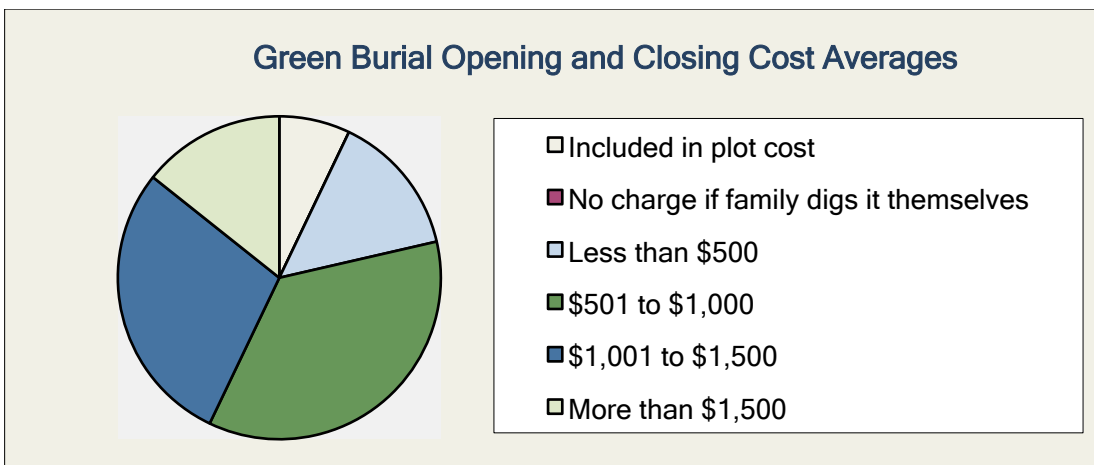 Green Burial Opening and Closing Cost Averages
Included in plot cost
No charge if family digs it themselves
Less than $500
$501 to $1,000
$1,001 to $1,500
More than $1,500